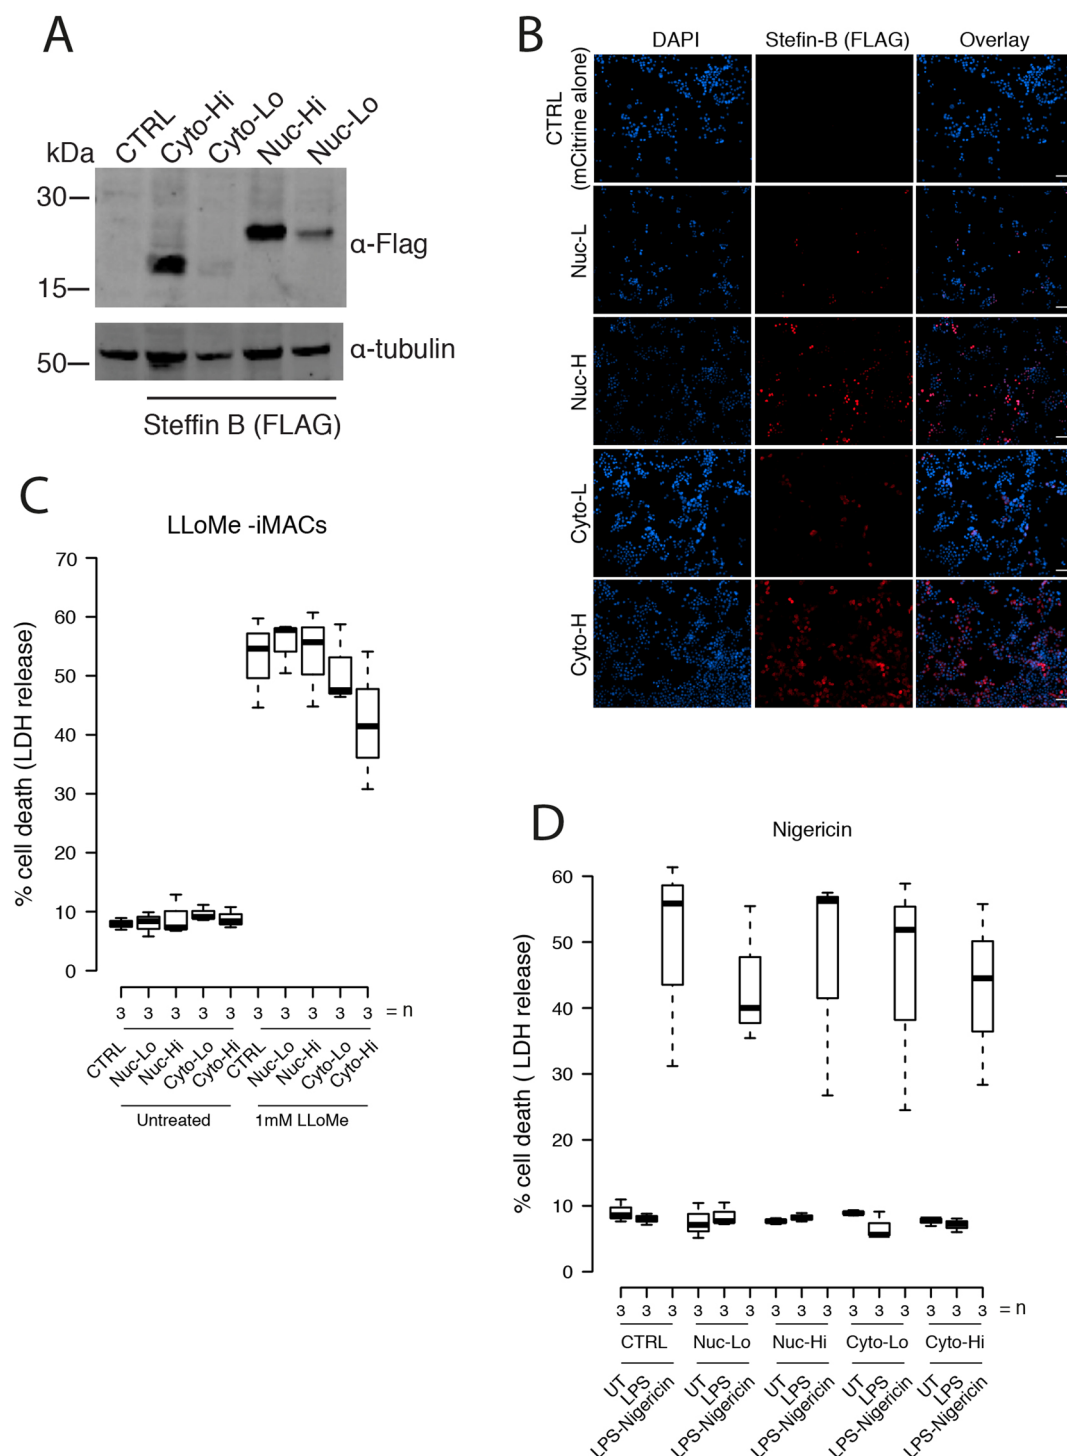 A
CTRL
Cyto-Hi
Cyto-Lo
Nuc-Hi
Nuc-Lo
kDa
30
15
α-Flag
50
α-tubulin
Steffin B (FLAG)
B
DAPI
Stefin-B (FLAG)
Overlay
CTRL
(mCitrine alone)
Nuc-L
Nuc-H
Cyto-L
Cyto-H
C
LLoMe -iMACs
% cell death (LDH release)
70
60
50
40
30
20
10
0
3 3 3 3 3 3 3 3 3 3 = n
CTRL
Nuc-Lo
Nuc-Hi
Cyto-Lo
Cyto-Hi
CTRL
Nuc-Lo
Nuc-Hi
Cyto-Lo
Cyto-Hi
Untreated
1mM LLoMe
D
Nigericin
% cell death ( LDH release)
60
50
40
30
20
10
0
3 3 3 3 3 3 3 3 3 3 3 3 3 3 3 = n
CTRL
Nuc-Lo
Nuc-Hi
Cyto-Lo
Cyto-Hi
UT
LPS
LPS-Nigericin
UT
LPS
LPS-Nigericin
UT
LPS
LPS-Nigericin
UT
LPS
LPS-Nigericin
UT
LPS
LPS-Nigericin